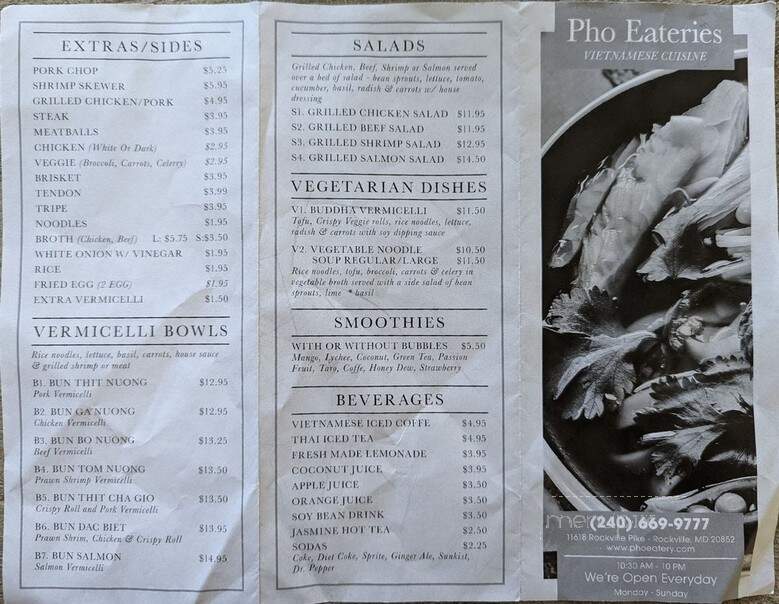 EXTRAS/SIDES
PORK CHOP $5.25
SHRIMP SKEWER $5.95
GRILLED CHICKEN/PORK $4.95
STEAK $3.95
MEATBALLS $3.95
CHICKEN (White Or Dark) $2.95
VEGGIE (Broccoli, Carrots, Celerry) $2.95
BRISKET $3.95
TENDON $3.99
TRIPE $3.95
NOODLES $1.95
BROTH (Chicken, Beef) L: $5.75 S:$3.50
WHITE ONION W/ VINEGAR $1.95
RICE $1.95
FRIED EGG (2 EGG) $1.95
EXTRA VERMICELLI $1.50
VERMICELLI BOWLS
Rice noodles, lettuce, basil, carrots, house sauce
& grilled shrimp or meat
B1. BUN THIT NUONG $12.95
Pork Vermicelli
B2. BUN GA NUONG $12.95
Chicken Vermicelli
B3. BUN BO NUONG $13.25
Beef Vermicelli
B4. BUN TOM NUONG $13.50
Prawn Shrimp Vermicelli
B5. BUN THIT CHA GIO $13.50
Crispy Roll and Pork Vermicelli
B6. BUN DAC BIET $13.95
Prawn Shrim, Chicken & Crispy Roll
B7. BUN SALMON $14.95
Salmon Vermicelli
SALADS
Grilled Chicken, Beef, Shrimp or Salmon served
over a bed of salad - bean sprouts, lettuce, tomato,
cucumber, basil, radish & carrots w/ house
dressing
S1. GRILLED CHICKEN SALAD $11.95
S2. GRILLED BEEF SALAD $11.95
S3. GRILLED SHRIMP SALAD $12.95
S4. GRILLED SALMON SALAD $14.50
VEGETARIAN DISHES
V1. BUDDHA VERMICELLI $11.50
Tofu, Crispy Veggie rolls, rice noodles, lettuce,
radish & carrots with soy dipping sauce
V2. VEGETABLE NOODLE $10.50
SOUP REGULAR/LARGE $11.50
Rice noodles, tofu, broccoli, carrots & celery in
vegetable broth served with a side salad of bean
sprouts, lime * basil
SMOOTHIES
WITH OR WITHOUT BUBBLES $5.50
Mango, Lychee, Coconut, Green Tea, Passion
Fruit, Taro, Coffe, Honey Dew, Strawberry
BEVERAGES
VIETNAMESE ICED COFFE $4.95
THAI ICED TEA $4.95
FRESH MADE LEMONADE $3.95
COCONUT JUICE $3.95
APPLE JUICE $3.50
ORANGE JUICE $3.50
SOY BEAN DRINK $3.50
JASMINE HOT TEA $2.50
SODAS $2.25
Coke, Diet Coke, Sprite, Ginger Ale, Sunkist,
Dr. Pepper
Pho Eateries
VIETNAMESE CUISINE
(240) 669-9777
11618 Rockville Pike - Rockville, MD 20852
www.phoeatery.com
10:30 AM - 10 PM
We're Open Everyday
Monday - Sunday